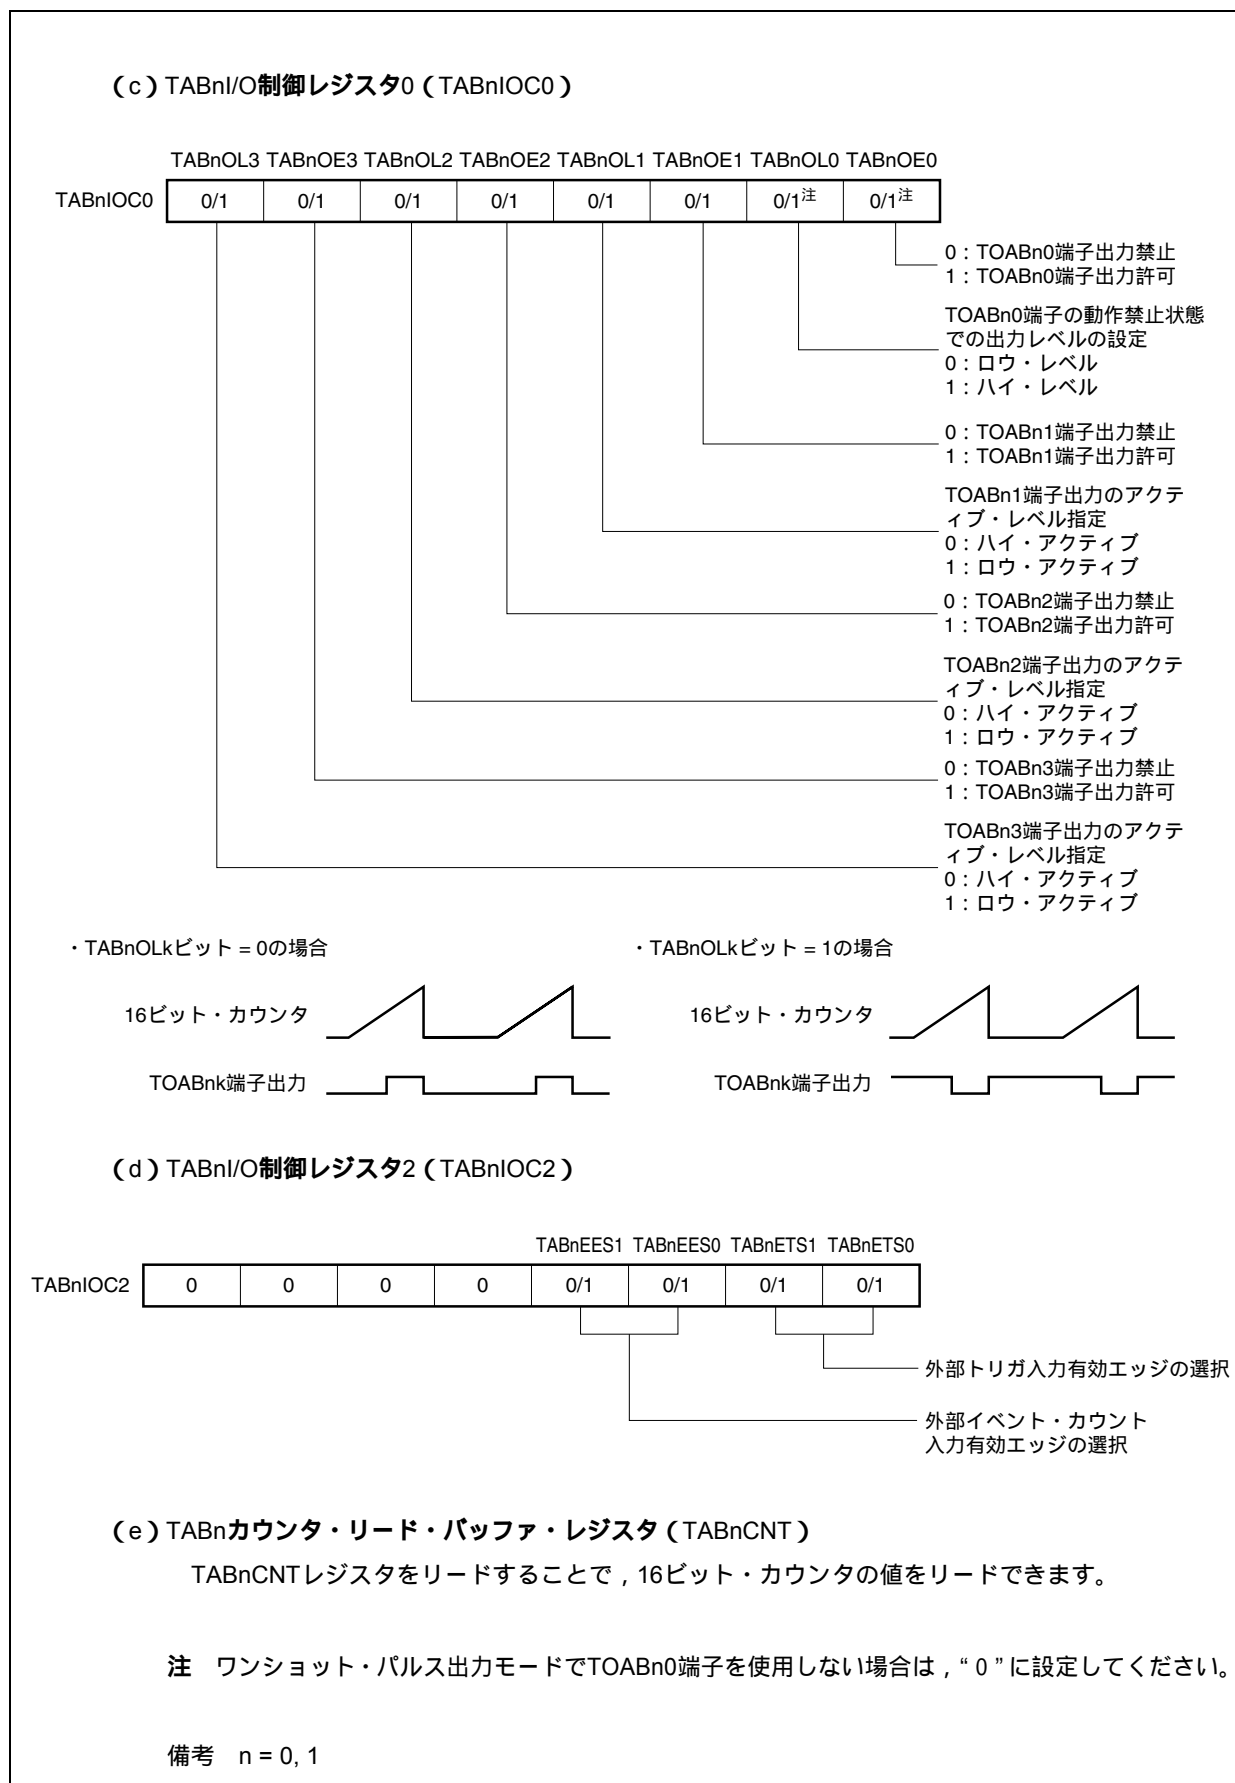 （c）TABnI/O制御レジスタ0（TABnIOC0）
TABnOL3 TABnOE3 TABnOL2 TABnOE2 TABnOL1 TABnOE1 TABnOL0 TABnOE0
TABnIOC0 0/1 0/1 0/1 0/1 0/1 0/1 0/1注 0/1注
0：TOABn0端子出力禁止
1：TOABn0端子出力許可
TOABn0端子の動作禁止状態
での出力レベルの設定
0：ロウ・レベル
1：ハイ・レベル
0：TOABn1端子出力禁止
1：TOABn1端子出力許可
TOABn1端子出力のアクテ
ィブ・レベル指定
0：ハイ・アクティブ
1：ロウ・アクティブ
0：TOABn2端子出力禁止
1：TOABn2端子出力許可
TOABn2端子出力のアクテ
ィブ・レベル指定
0：ハイ・アクティブ
1：ロウ・アクティブ
0：TOABn3端子出力禁止
1：TOABn3端子出力許可
TOABn3端子出力のアクテ
ィブ・レベル指定
0：ハイ・アクティブ
1：ロウ・アクティブ
・TABnOLkビット = 0の場合
16ビット・カウンタ
TOABnk端子出力
・TABnOLkビット = 1の場合
16ビット・カウンタ
TOABnk端子出力
（d）TABnI/O制御レジスタ2（TABnIOC2）
TABnEES1 TABnEES0 TABnETS1 TABnETS0
TABnIOC2 0 0 0 0 0/1 0/1 0/1 0/1
外部トリガ入力有効エッジの選択
外部イベント・カウント
入力有効エッジの選択
（e）TABnカウンタ・リード・バッファ・レジスタ（TABnCNT）
TABnCNTレジスタをリードすることで，16ビット・カウンタの値をリードできます。
注 ワンショット・パルス出力モードでTOABn0端子を使用しない場合は，“0”に設定してください。
備考 n = 0, 1